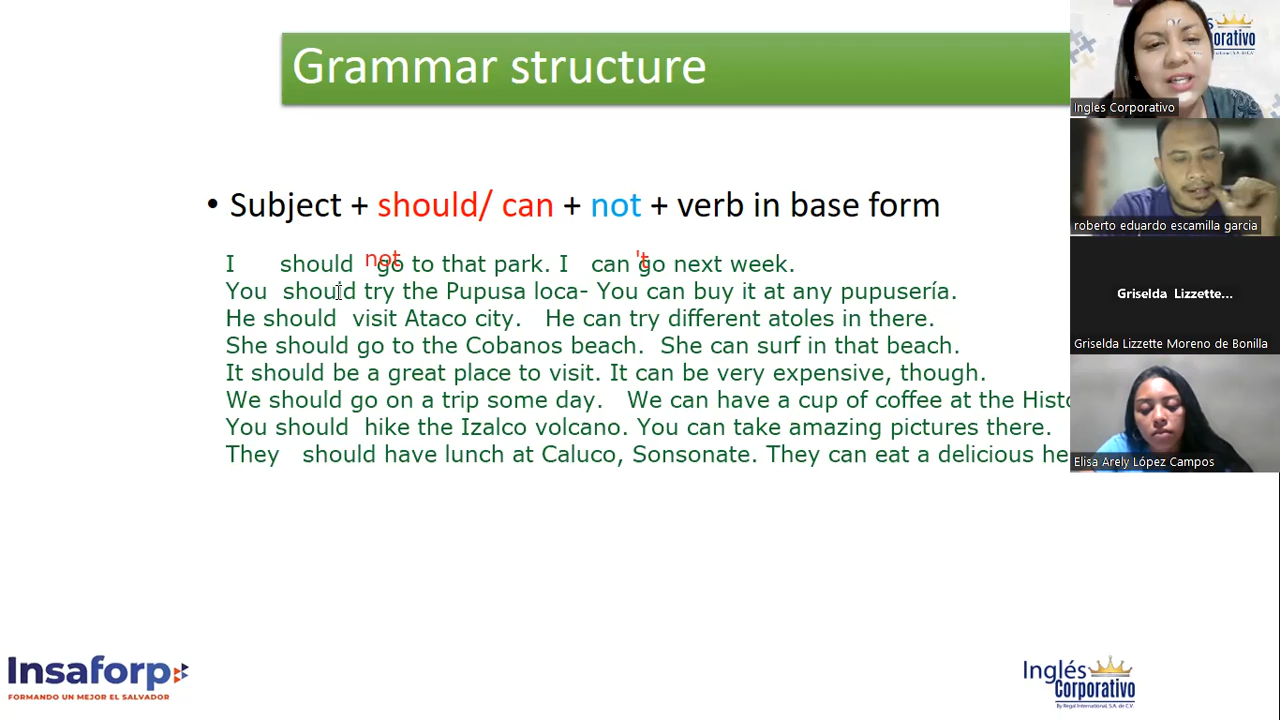 Grammar structure
• Subject + should/ can + not + verb in base form
I should not go to that park. I can 't go next week.
You should try the Pupusa loca- You can buy it at any pupusería.
He should visit Ataco city. He can try different atoles in there.
She should go to the Cobanos beach. She can surf in that beach.
It should be a great place to visit. It can be very expensive, though.
We should go on a trip some day. We can have a cup of coffee at the Histo
You should hike the Izalco volcano. You can take amazing pictures there.
They should have lunch at Caluco, Sonsonate. They can eat a delicious he
Ingles Corporativo
roberto eduardo escamilla garcia
Griselda Lizzette...
Griselda Lizzette Moreno de Bonilla
Elisa Arely López Campos
Insaforp
FORMANDO UN MEJOR EL SALVADOR
Inglés
Corporativo
By Regal International, S.A. de C.V.